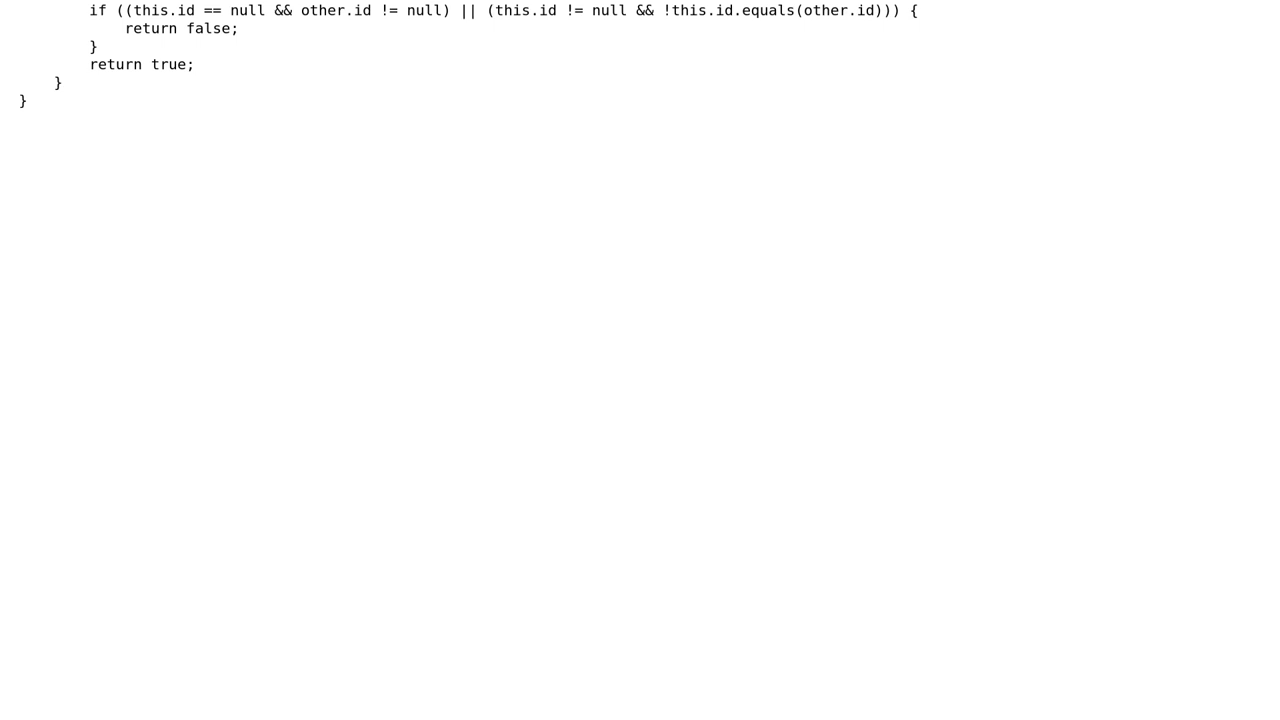 if ((this.id == null && other.id != null) || (this.id != null && !this.id.equals(other.id))) {
            return false;
        }
        return true;
    }
}